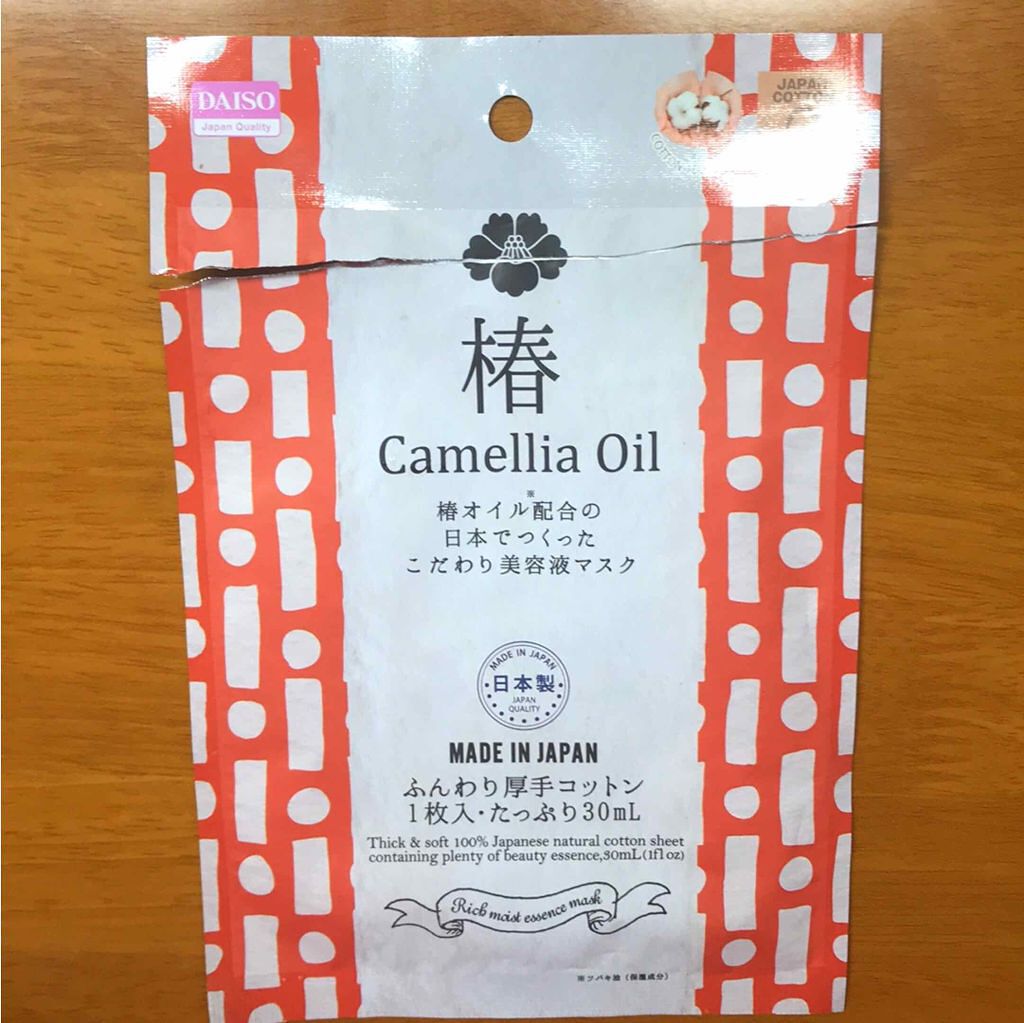 DAISO
Japan Quality
COTTON
JAPAN
COTTON
椿
Camellia Oil
※
椿オイル配合の
日本でつくった
こだわり美容液マスク
MADE IN JAPAN
日本製
JAPAN
QUALITY
MADE IN JAPAN
ふんわり厚手コットン
1枚入・たっぷり30mL
Thick & soft 100% Japanese natural cotton sheet
containing plenty of beauty essence,30mL(1fl oz)
Rich moist essence mask
※ツバキ油（保湿成分）